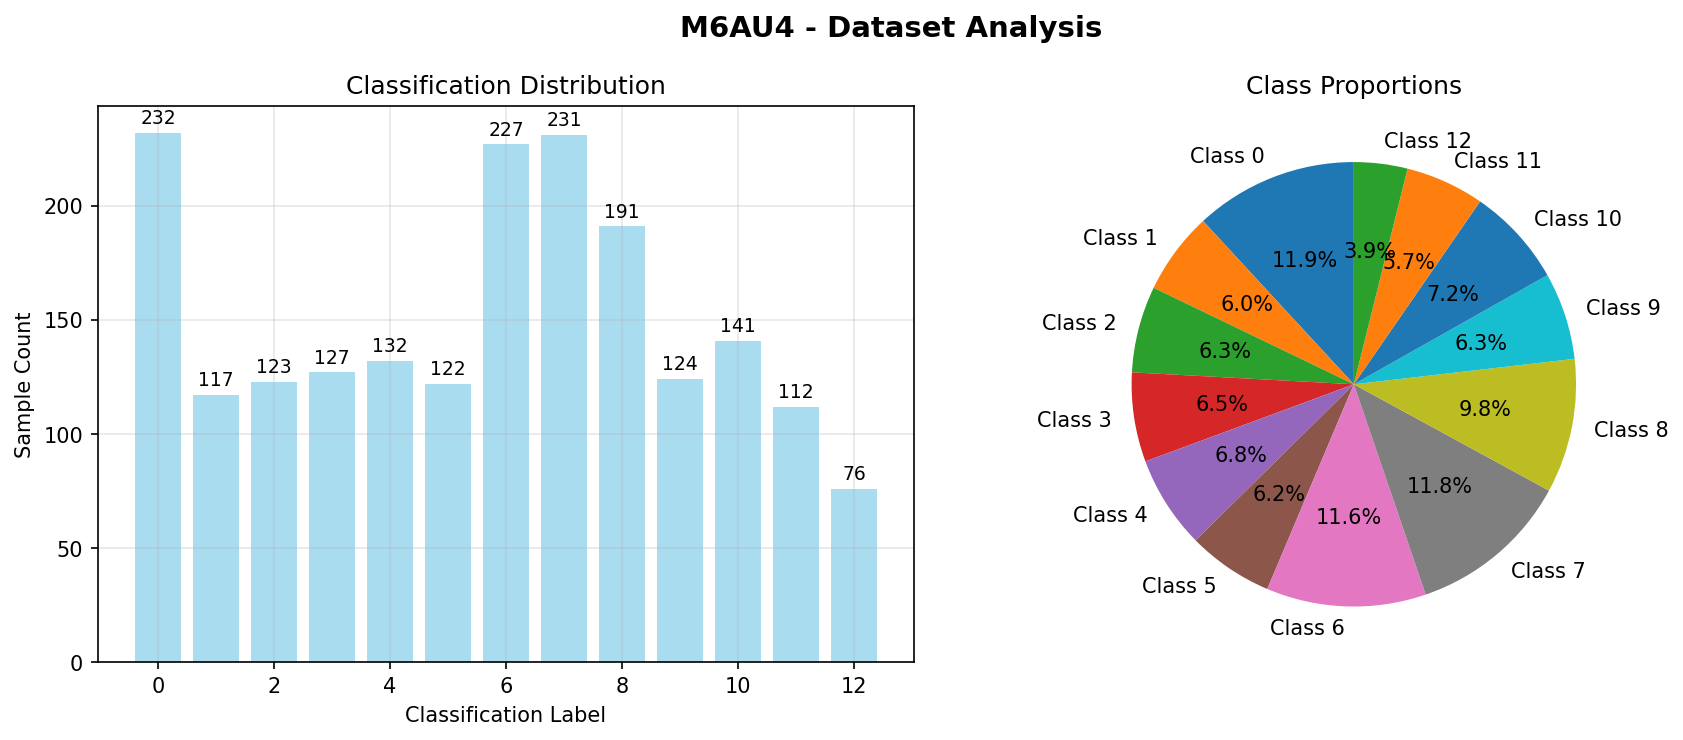 M6AU4 - Dataset Analysis
Classification Distribution
232
117
123
127
132
122
227
231
191
124
141
112
76
200
150
100
50
0
0 2 4 6 8 10 12
Sample Count
Classification Label
Class Proportions
Class 0
Class 1
Class 2
Class 3
Class 4
Class 5
Class 6
Class 7
Class 8
Class 9
Class 10
Class 11
Class 12
11.9%
6.0%
6.3%
6.5%
6.8%
6.2%
11.6%
11.8%
9.8%
6.3%
7.2%
5.7%
3.9%